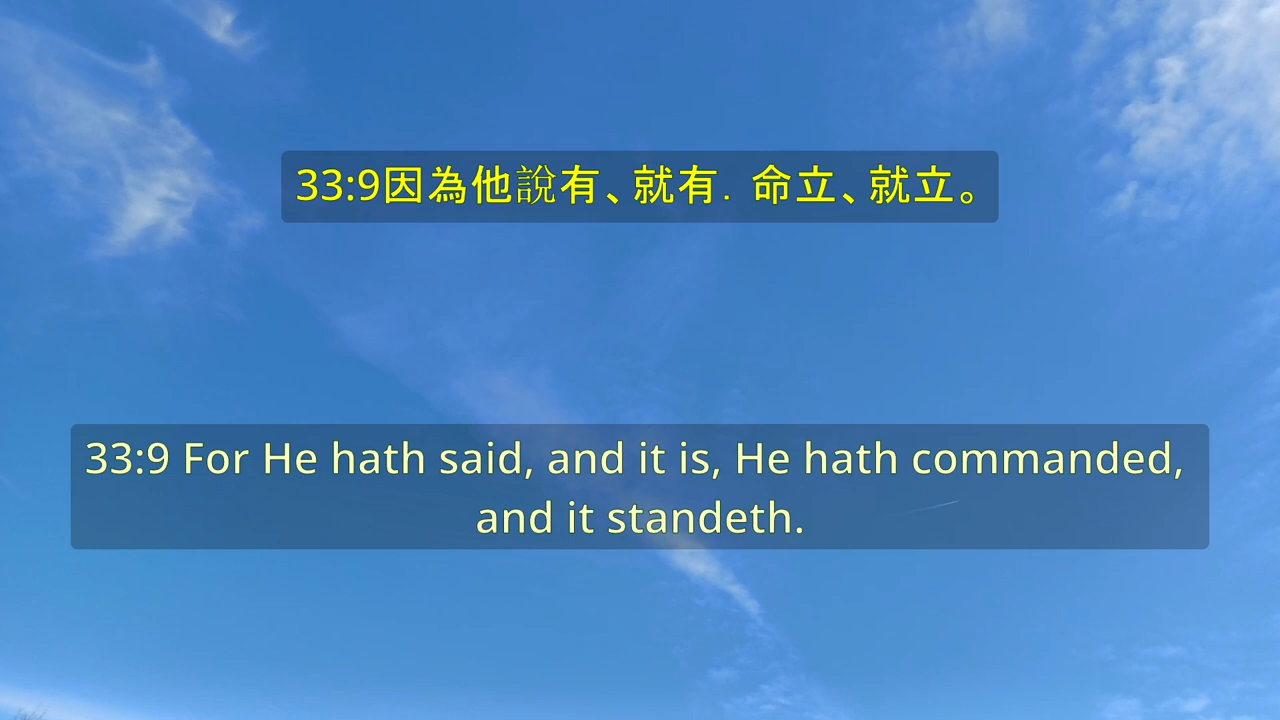 33:9因為他說有、就有. 命立、就立。
33:9 For He hath said, and it is, He hath commanded,
and it standeth.